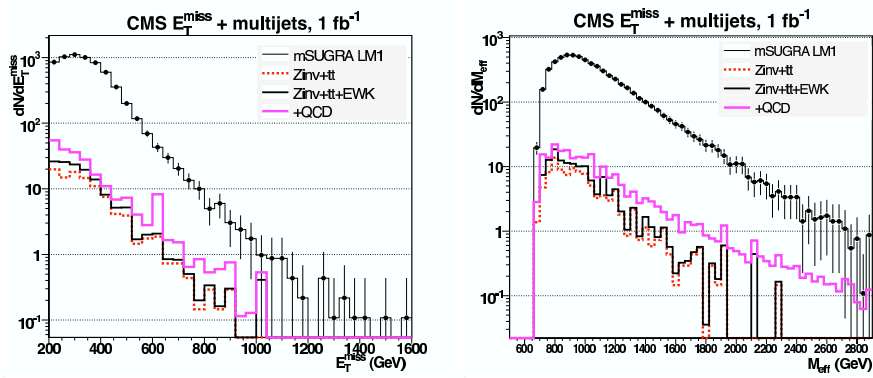 CMS E_T^miss + multijets, 1 fb^-1
dN/dE_T^miss
mSUGRA LM1
Zinv+tt
Zinv+tt+EWK
+QCD
10^3
10^2
10
1
10^-1
200 400 600 800 1000 1200 1400 1600
E_T^miss (GeV)
CMS E_T^miss + multijets, 1 fb^-1
dN/dM_eff
mSUGRA LM1
Zinv+tt
Zinv+tt+EWK
+QCD
10^3
10^2
10
1
10^-1
600 800 1000 1200 1400 1600 1800 2000 2200 2400 2600 2800
M_eff (GeV)